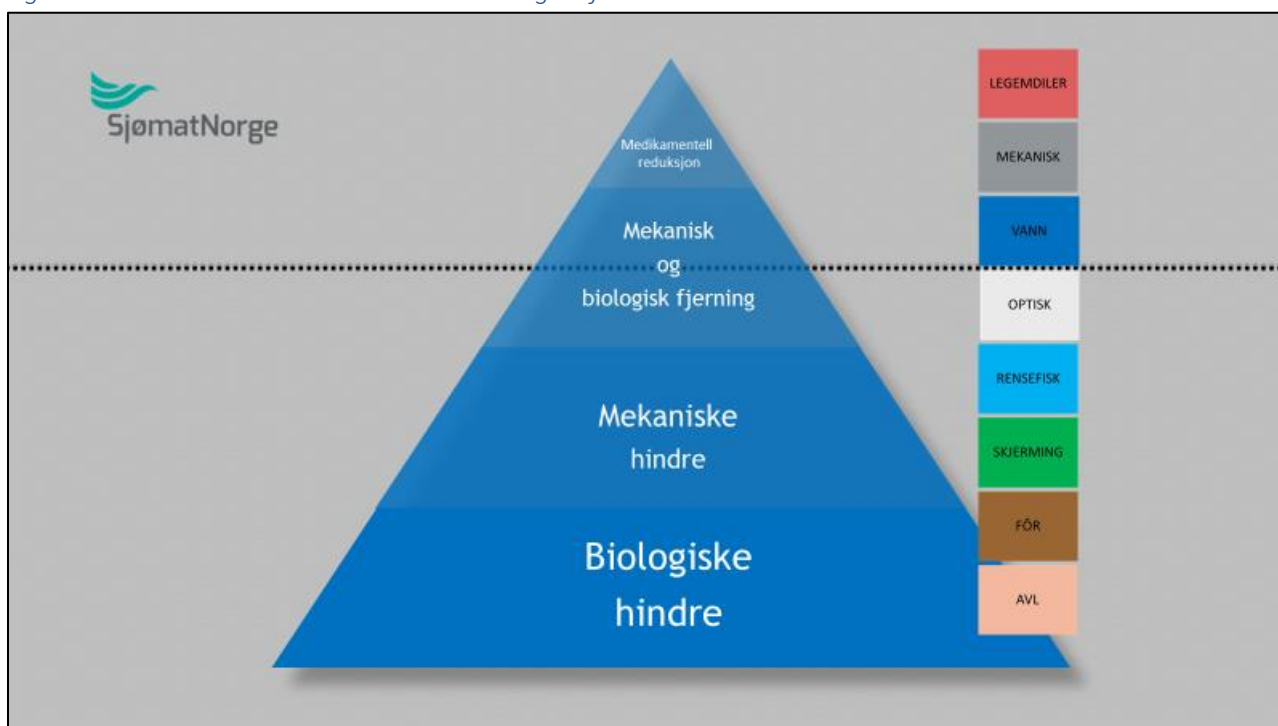 SjømatNorge
Medikamentell
reduksjon
Mekanisk
og
biologisk fjerning
Mekaniske
hindre
Biologiske
hindre
LEGEMDILER
MEKANISK
VANN
OPTISK
RENSEFISK
SKJERMING
FÔR
AVL